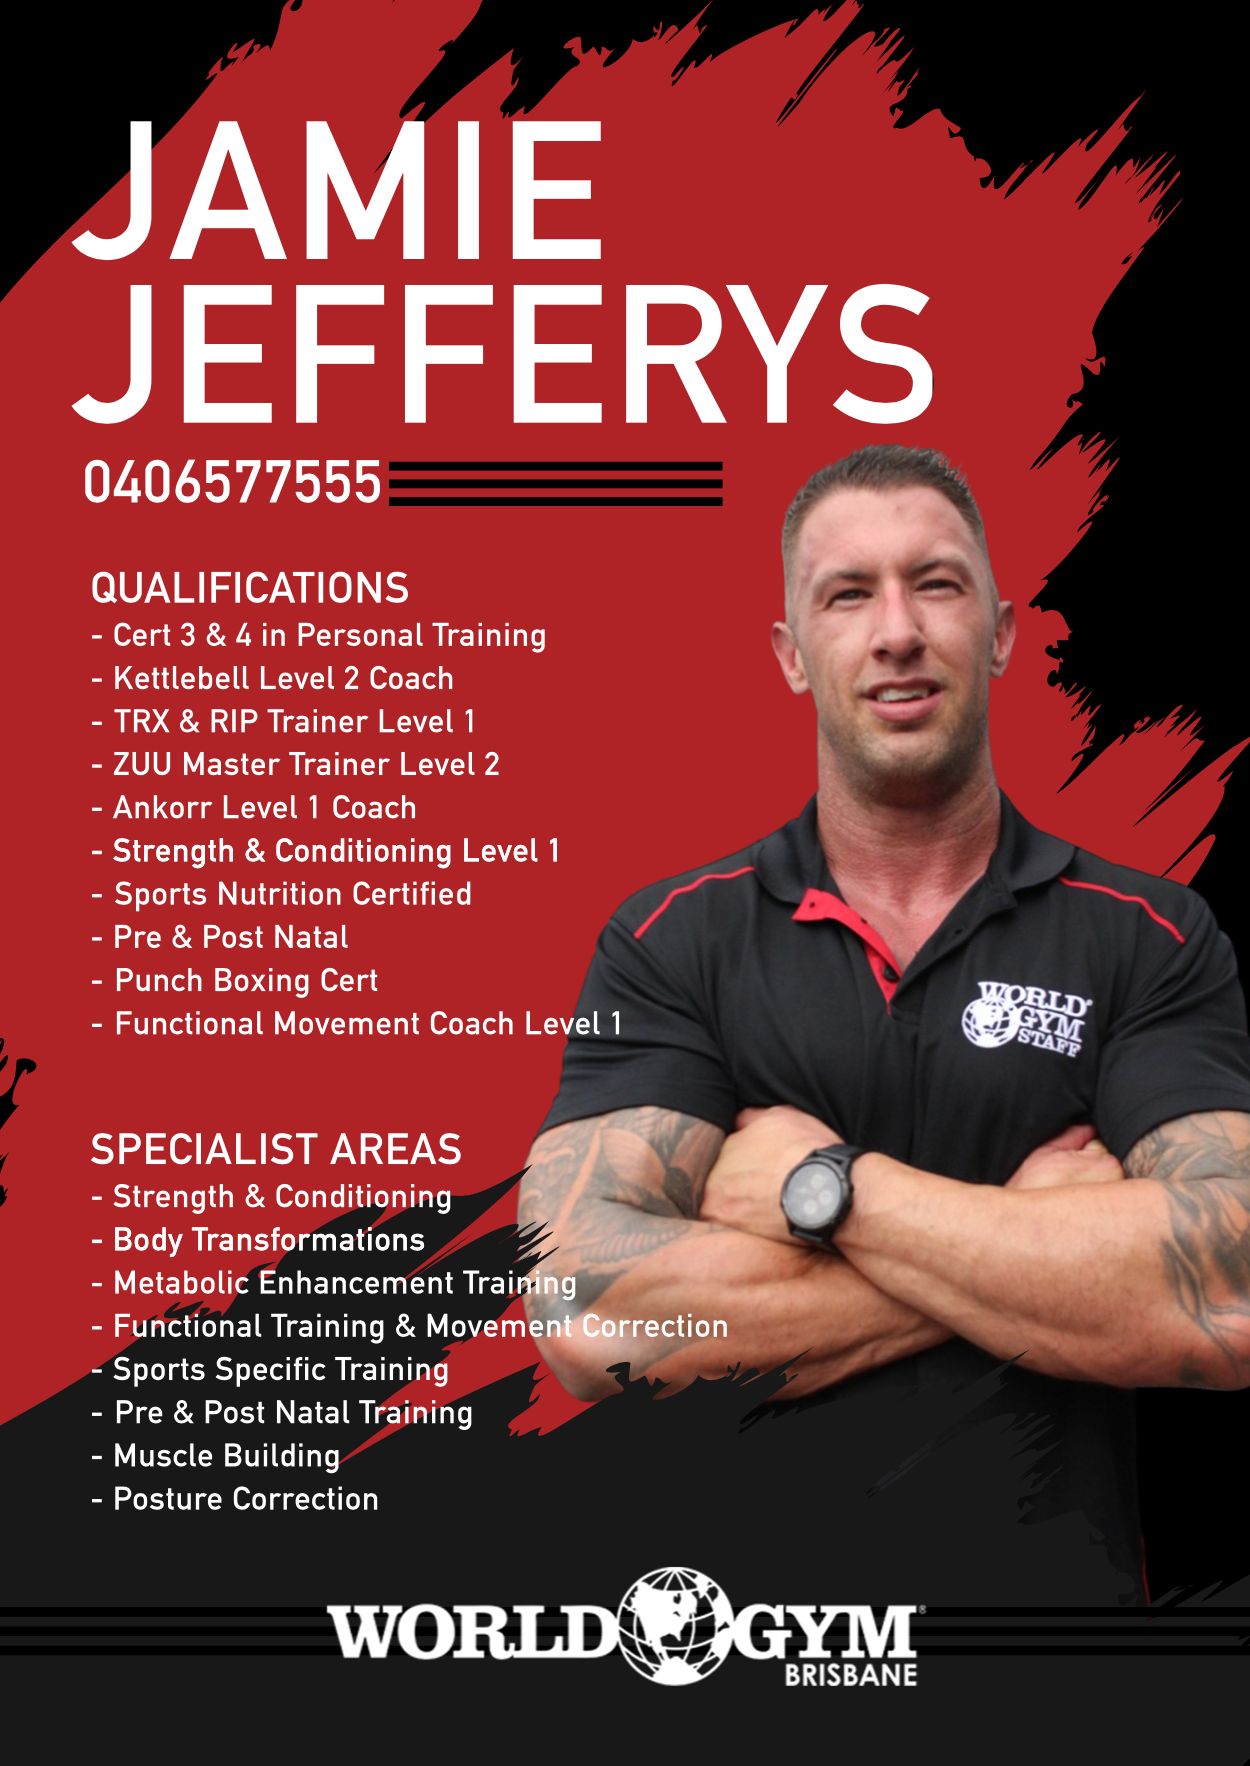 JAMIE
JEFFERYS
0406577555
QUALIFICATIONS
- Cert 3 & 4 in Personal Training
- Kettlebell Level 2 Coach
- TRX & RIP Trainer Level 1
- ZUU Master Trainer Level 2
- Ankorr Level 1 Coach
- Strength & Conditioning Level 1
- Sports Nutrition Certified
- Pre & Post Natal
- Punch Boxing Cert
- Functional Movement Coach Level 1
WORLD®
GYM
STAFF
SPECIALIST AREAS
- Strength & Conditioning
- Body Transformations
- Metabolic Enhancement Training
- Functional Training & Movement Correction
- Sports Specific Training
- Pre & Post Natal Training
- Muscle Building
- Posture Correction
WORLD GYM®
BRISBANE